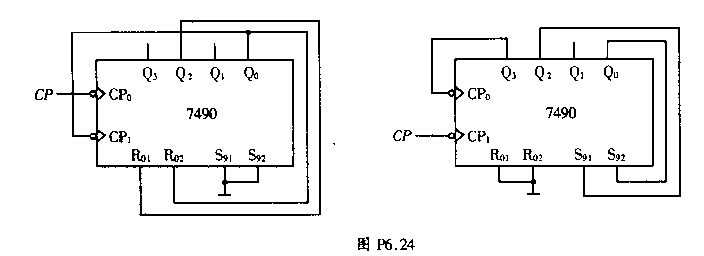 Q₃ Q₂ Q₁ Q₀
CP CP₀
7490
CP₁
R₀₁ R₀₂ S₉₁ S₉₂
Q₃ Q₂ Q₁ Q₀
CP₀
7490
CP CP₁
R₀₁ R₀₂ S₉₁ S₉₂
图 P6.24